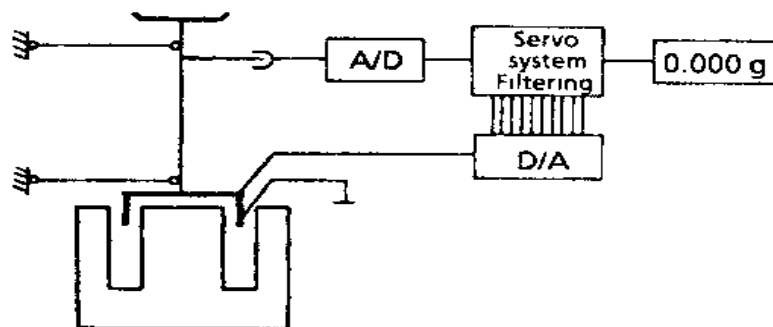 A/D
Servo
system
Filtering
0.000 g
D/A